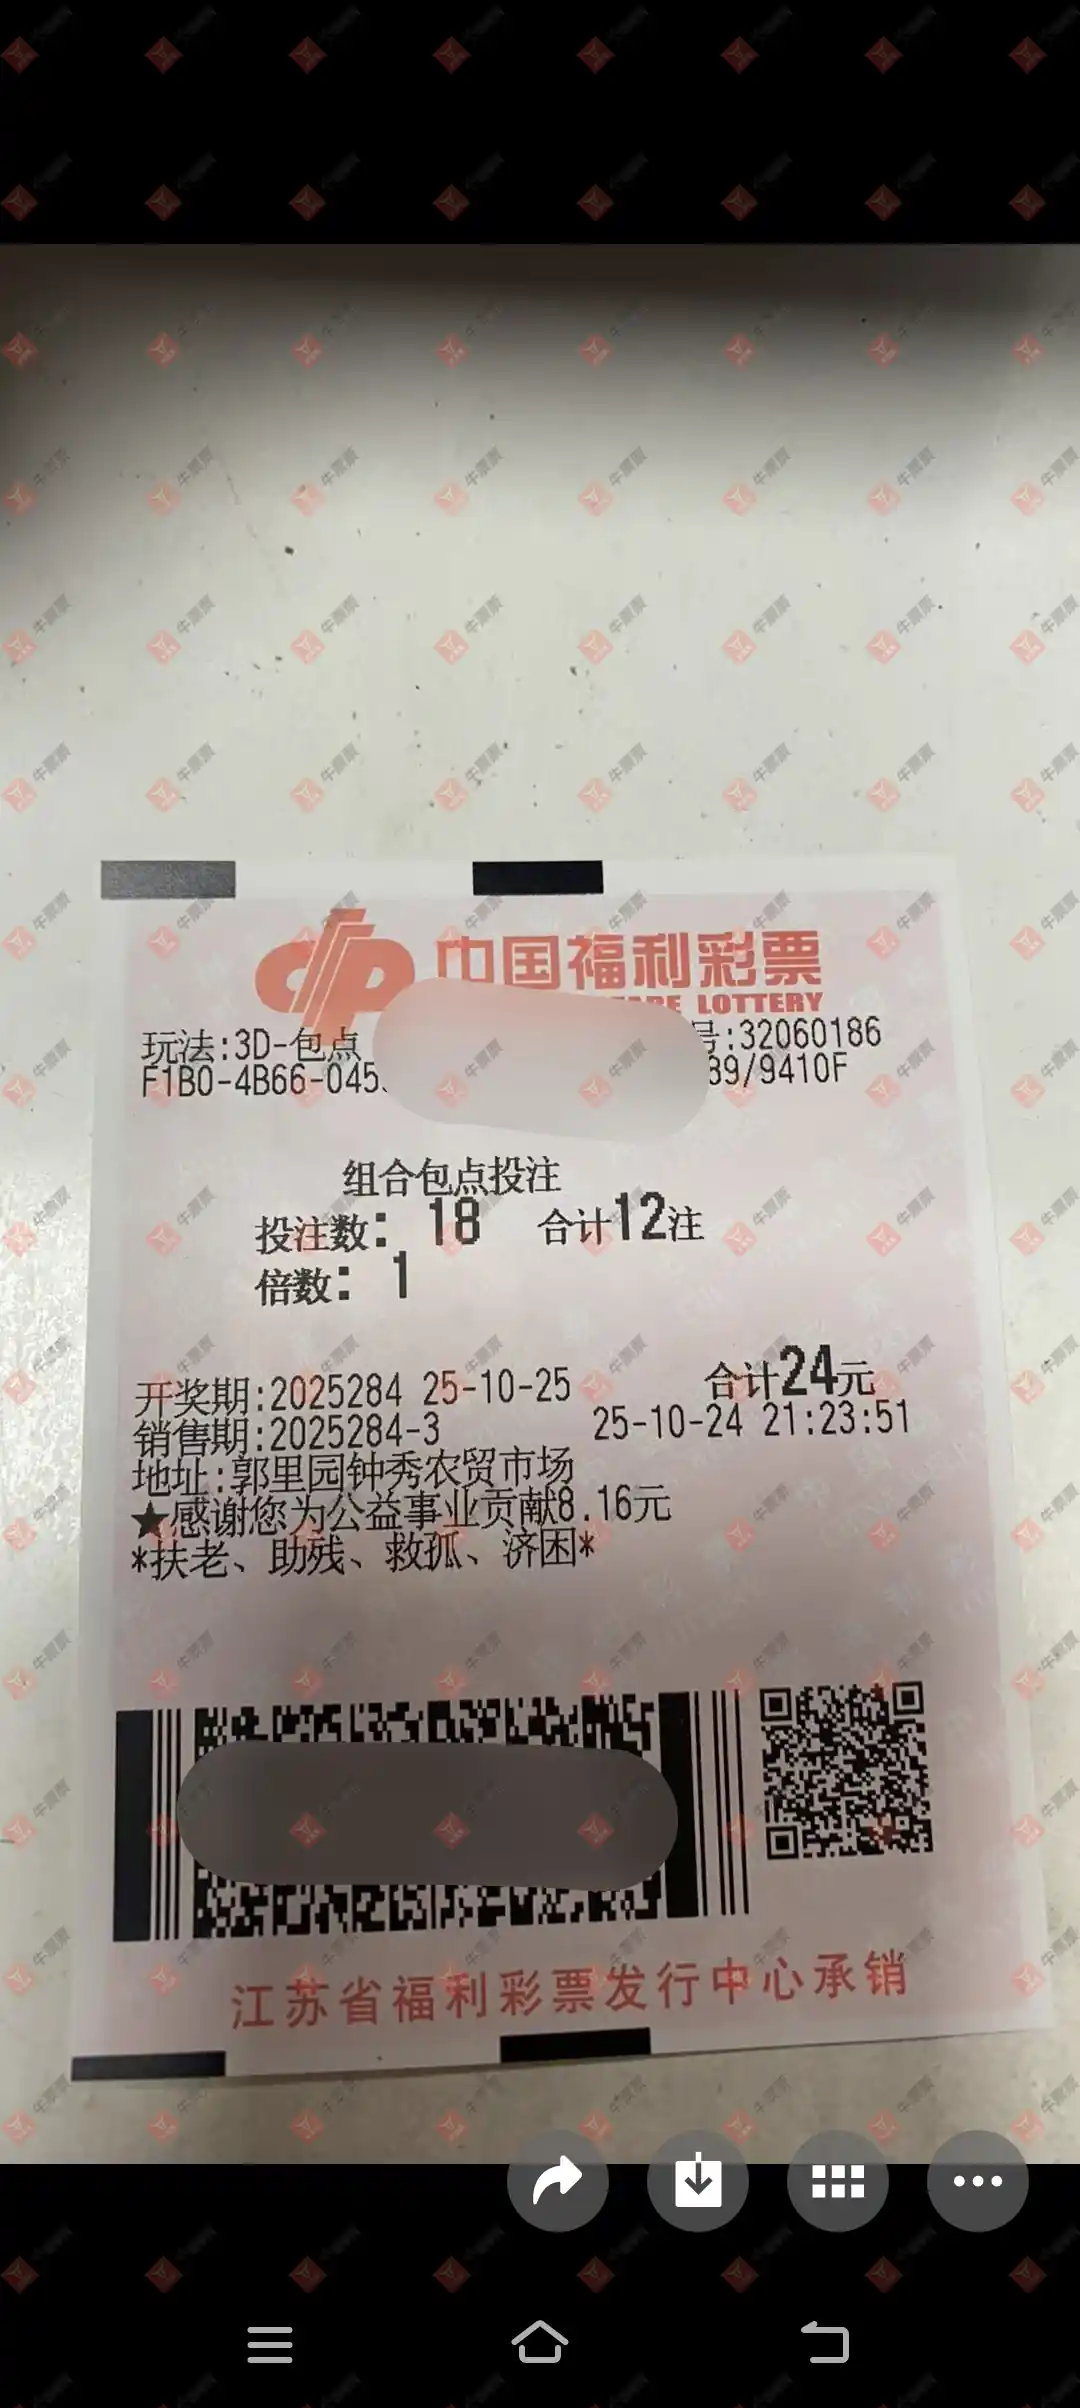 中国福利彩票
LOTTERY
玩法:3D-包点 号:32060186
F1B0-4B66-045 89/9410F
组合包点投注
投注数: 18 合计12注
倍数: 1
合计24元
开奖期:2025284 25-10-25
销售期:2025284-3 25-10-24 21:23:51
地址:郭里园钟秀农贸市场
★感谢您为公益事业贡献8.16元
*扶老、助残、救孤、济困*
江苏省福利彩票发行中心承销
牛票票